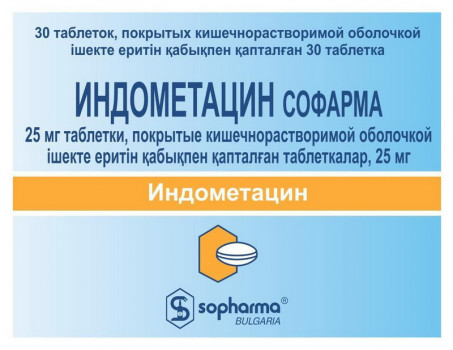 30 таблеток, покрытых кишечнорастворимой оболочкой
ішекте еритін қабықпен қапталған 30 таблетка
ИНДОМЕТАЦИН СОФАРМА
25 мг таблетки, покрытые кишечнорастворимой оболочкой
ішекте еритін қабықпен қапталған таблеткалар, 25 мг
Индометацин
sopharma®
BULGARIA